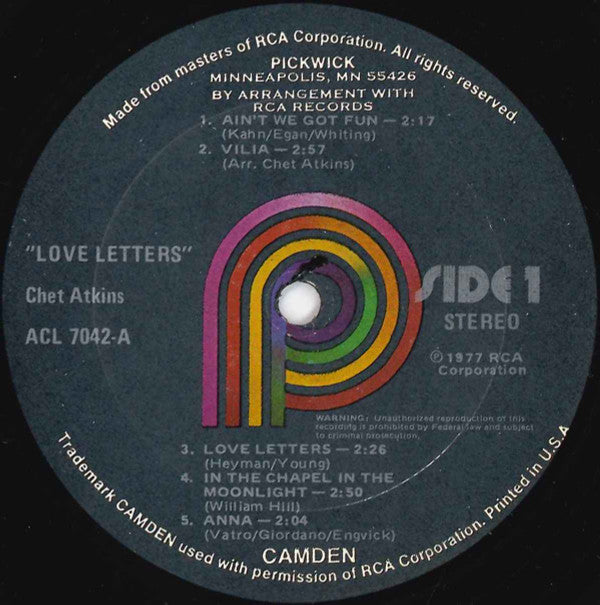 Made from masters of RCA Corporation. All rights reserved.
PICKWICK
MINNEAPOLIS, MN 55426
BY ARRANGEMENT WITH
RCA RECORDS
1. AIN'T WE GOT FUN — 2:17
(Kahn/Egan/Whiting)
2. VILIA — 2:57
(Arr. Chet Atkins)
"LOVE LETTERS"
Chet Atkins
ACL 7042-A
SIDE 1
STEREO
℗ 1977 RCA
Corporation
WARNING: Unauthorized reproduction of this
recording is prohibited by Federal law and subject
to criminal prosecution.
3. LOVE LETTERS — 2:26
(Heyman/Young)
4. IN THE CHAPEL IN THE
MOONLIGHT — 2:50
(William Hill)
5. ANNA — 2:04
(Vatro/Giordano/Engvick)
CAMDEN
Trademark CAMDEN used with permission of RCA Corporation. Printed in U.S.A